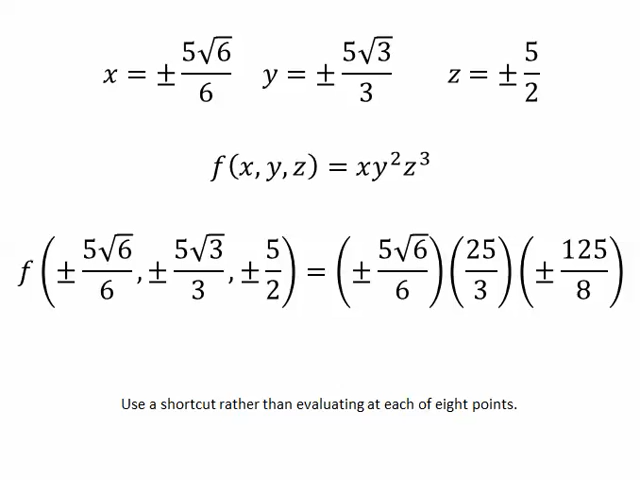 x = ± 5√6/6 y = ± 5√3/3 z = ± 5/2
f(x, y, z) = xy²z³
f(± 5√6/6, ± 5√3/3, ± 5/2) = (± 5√6/6)(25/3)(± 125/8)
Use a shortcut rather than evaluating at each of eight points.